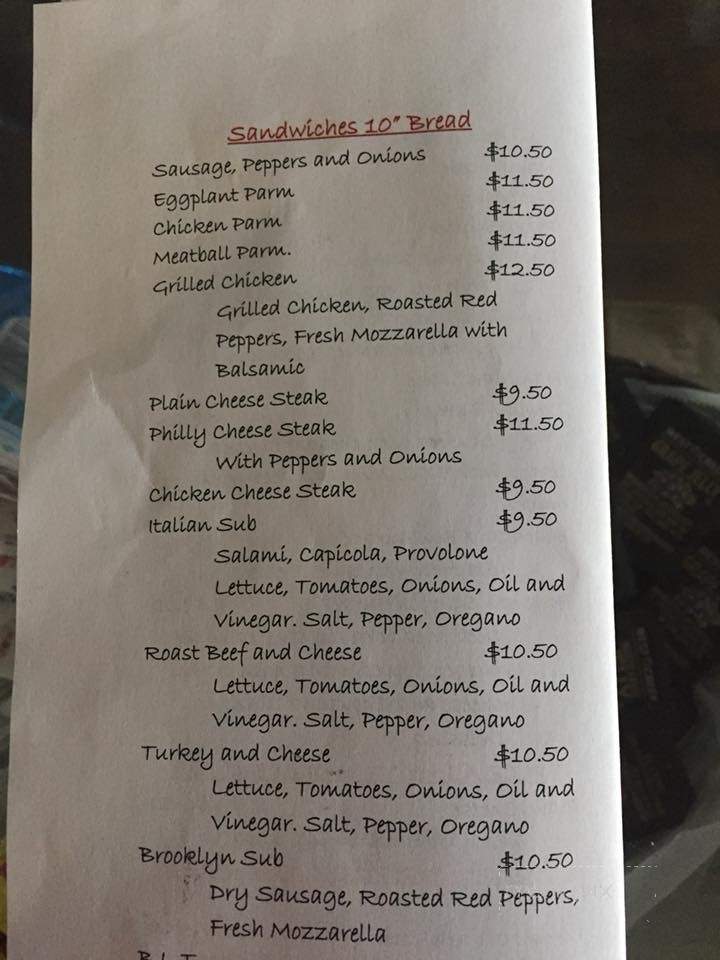 Sandwiches 10" Bread
Sausage, Peppers and Onions $10.50
Eggplant Parm $11.50
Chicken Parm $11.50
Meatball Parm. $11.50
Grilled Chicken $12.50
Grilled Chicken, Roasted Red
Peppers, Fresh Mozzarella with
Balsamic
Plain Cheese Steak $9.50
Philly Cheese Steak $11.50
With Peppers and Onions
Chicken Cheese Steak $9.50
Italian Sub $9.50
Salami, Capicola, Provolone
Lettuce, Tomatoes, Onions, Oil and
Vinegar. Salt, Pepper, Oregano
Roast Beef and Cheese $10.50
Lettuce, Tomatoes, Onions, Oil and
Vinegar. Salt, Pepper, Oregano
Turkey and Cheese $10.50
Lettuce, Tomatoes, Onions, Oil and
Vinegar. Salt, Pepper, Oregano
Brooklyn Sub $10.50
Dry Sausage, Roasted Red Peppers,
Fresh Mozzarella